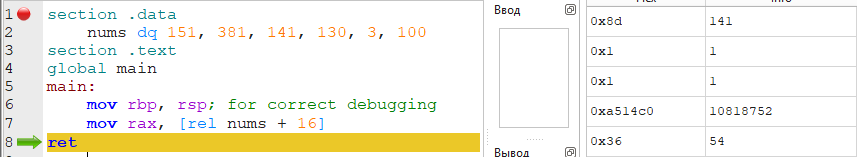 1 section .data
2 nums dq 151, 381, 141, 130, 3, 100
3 section .text
4 global main
5 main:
6 mov rbp, rsp; for correct debugging
7 mov rax, [rel nums + 16]
8 ret
Ввод
Вывод
0x8d 141
0x1 1
0x1 1
0xa514c0 10818752
0x36 54